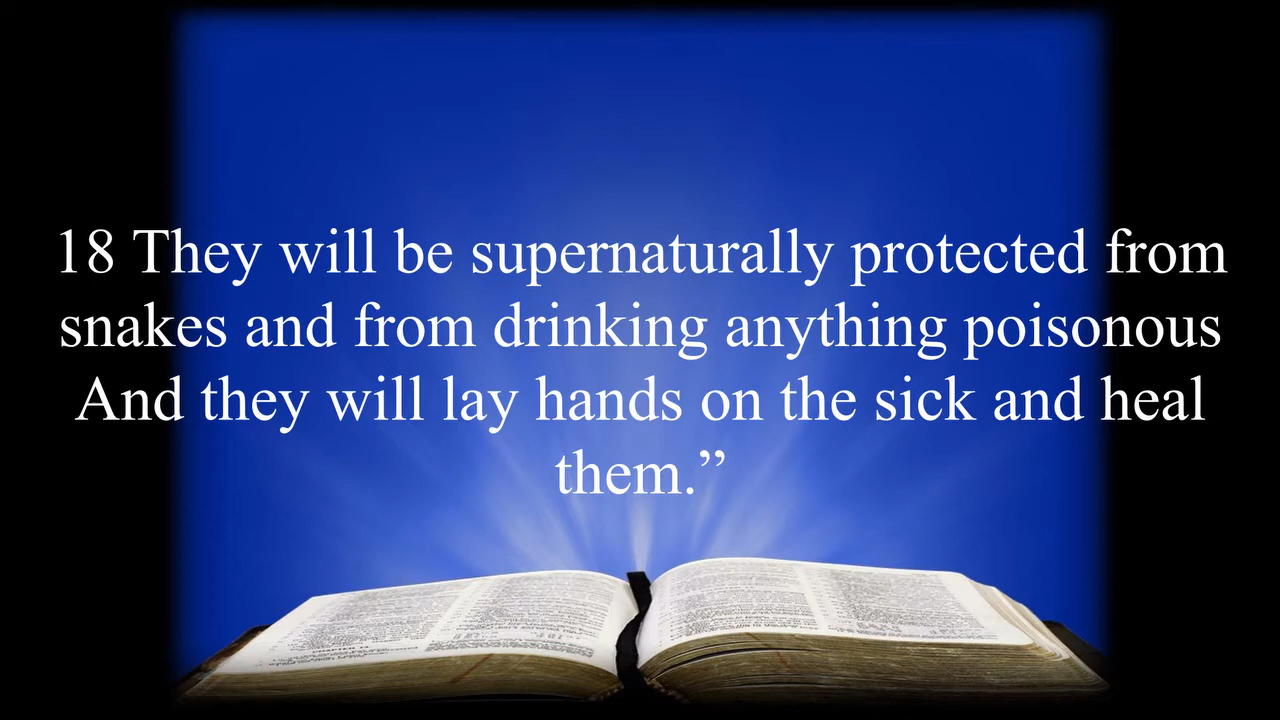 18 They will be supernaturally protected from
snakes and from drinking anything poisonous
And they will lay hands on the sick and heal
them.”